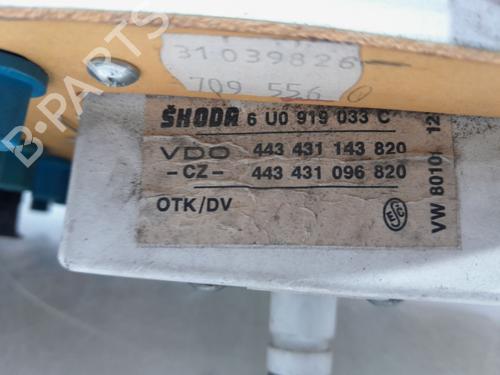 31039826
709 556 0
ŠKODA 6 U0 919 033 C
VDO 443 431 143 820
-CZ- 443 431 096 820
OTK/DV
VW 8010 12